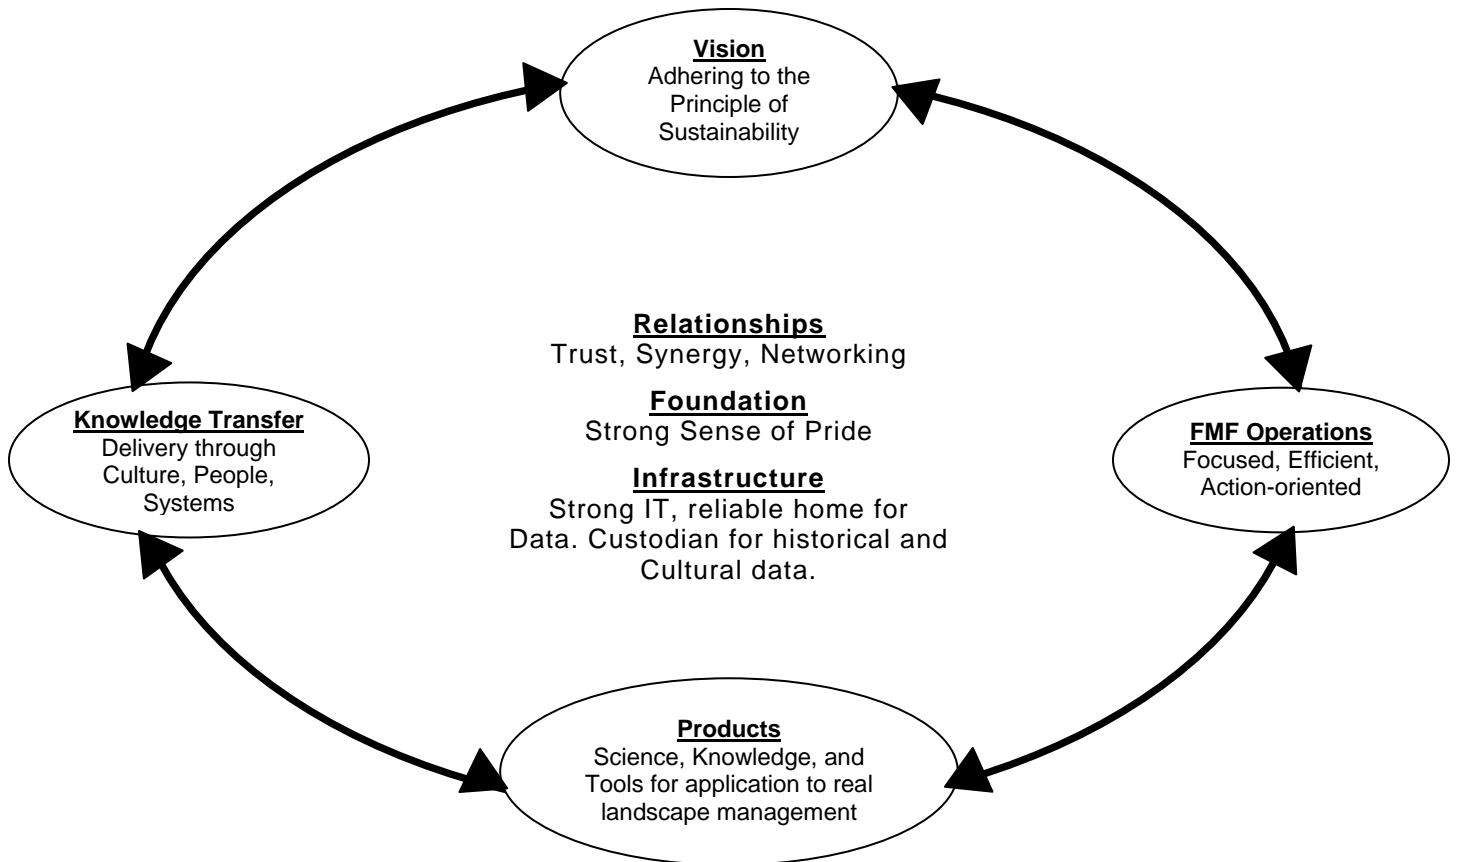 Vision
Adhering to the
Principle of
Sustainability
Relationships
Trust, Synergy, Networking
Foundation
Strong Sense of Pride
Infrastructure
Strong IT, reliable home for
Data. Custodian for historical and
Cultural data.
Knowledge Transfer
Delivery through
Culture, People,
Systems
FMF Operations
Focused, Efficient,
Action-oriented
Products
Science, Knowledge, and
Tools for application to real
landscape management